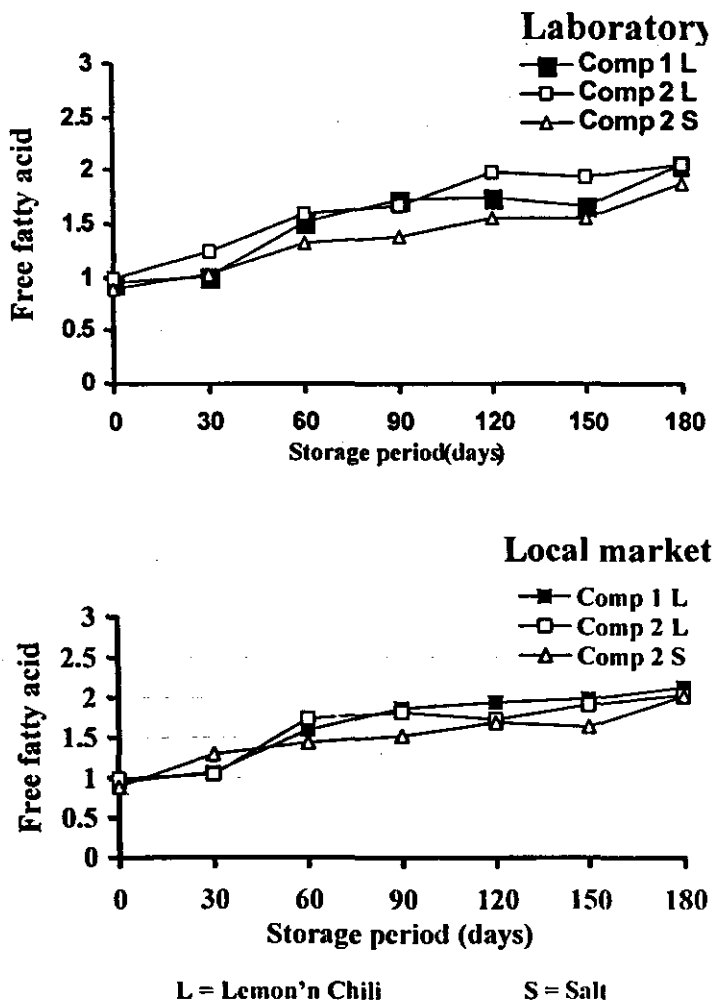 Laboratory
Comp 1 L
Comp 2 L
Comp 2 S
Free fatty acid
3
2.5
2
1.5
1
0.5
0
0 30 60 90 120 150 180
Storage period(days)
Local market
Comp 1 L
Comp 2 L
Comp 2 S
Free fatty acid
3
2.5
2
1.5
1
0.5
0
0 30 60 90 120 150 180
Storage period (days)
L = Lemon'n Chili S = Salt